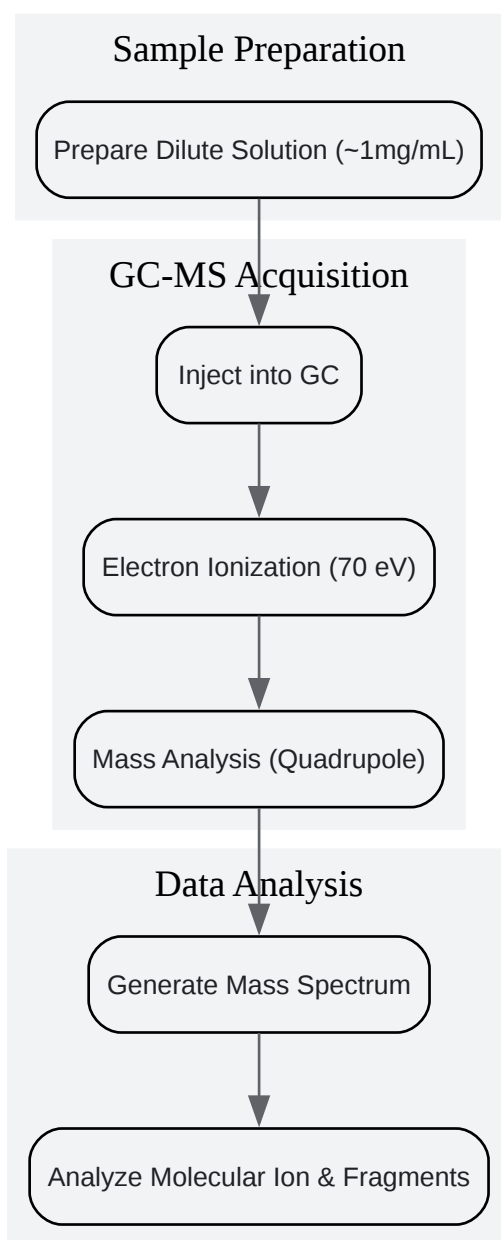 Sample Preparation
Prepare Dilute Solution (~1mg/mL)
GC-MS Acquisition
Inject into GC
Electron Ionization (70 eV)
Mass Analysis (Quadrupole)
Data Analysis
Generate Mass Spectrum
Analyze Molecular Ion & Fragments